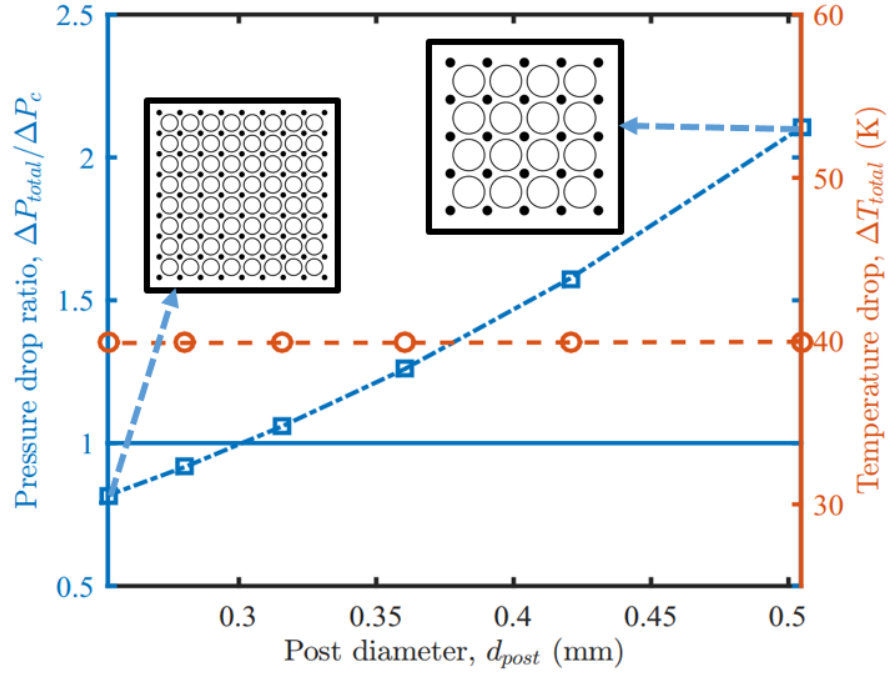 Pressure drop ratio, ΔP_total/ΔP_c
2.5
2
1.5
1
0.5
60
50
40
30
Temperature drop, ΔT_total (K)
0.3 0.35 0.4 0.45 0.5
Post diameter, d_post (mm)